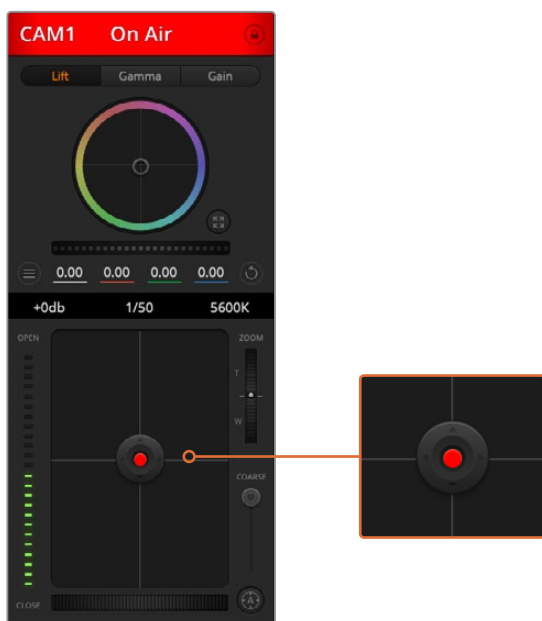 CAM1 On Air
Lift Gamma Gain
0.00 0.00 0.00 0.00
+0db 1/50 5600K
OPEN ZOOM
T
W
COARSE
CLOSE A